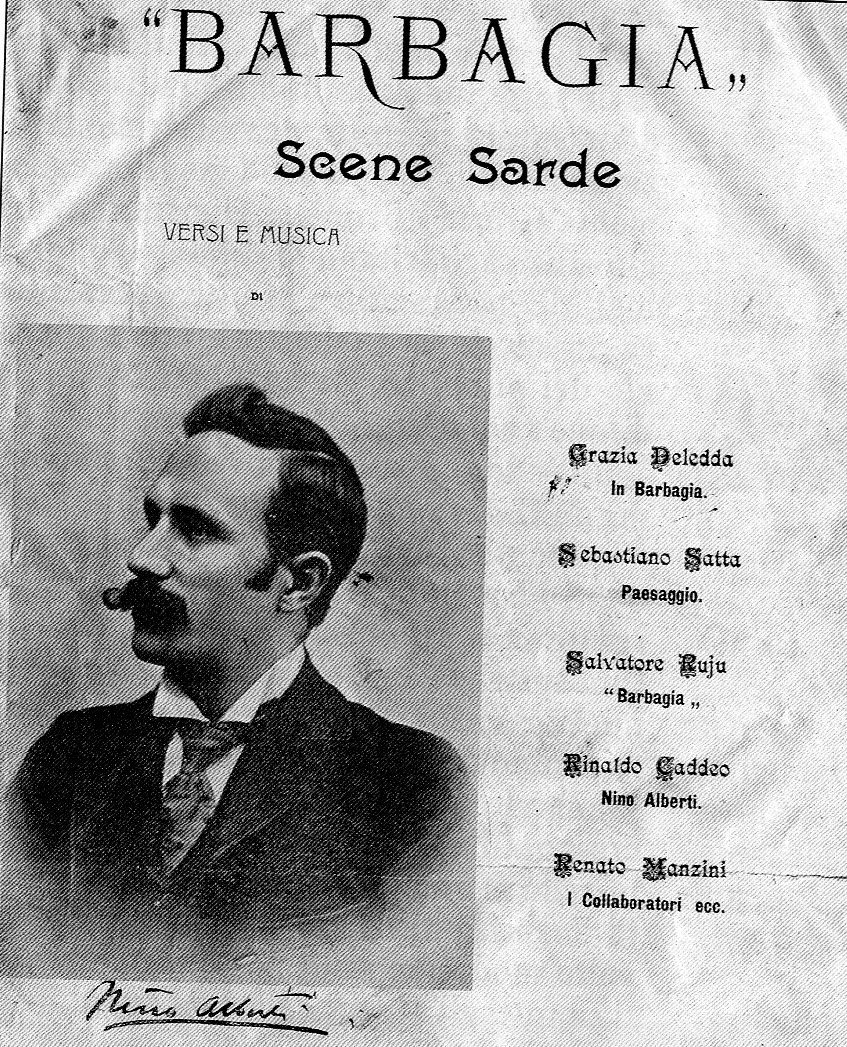 “BARBAGIA„
Scene Sarde
VERSI E MUSICA
DI
Grazia Deledda
In Barbagia.
Sebastiano Satta
Paesaggio.
Salvatore Ruju
“Barbagia„
Rinaldo Caddeo
Nino Alberti.
Renato Manzini
I Collaboratori ecc.
Nino Alberti